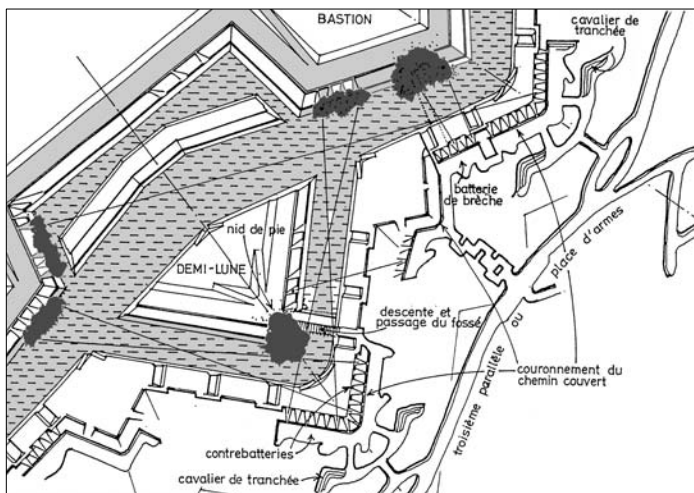 BASTION
cavalier de
tranchée
batterie
de brèche
nid de pie
DEMI-LUNE
place d'armes
descente et
passage du fossé
troisième parallèle ou
couronnement du
chemin couvert
contrebatteries
cavalier de tranchée